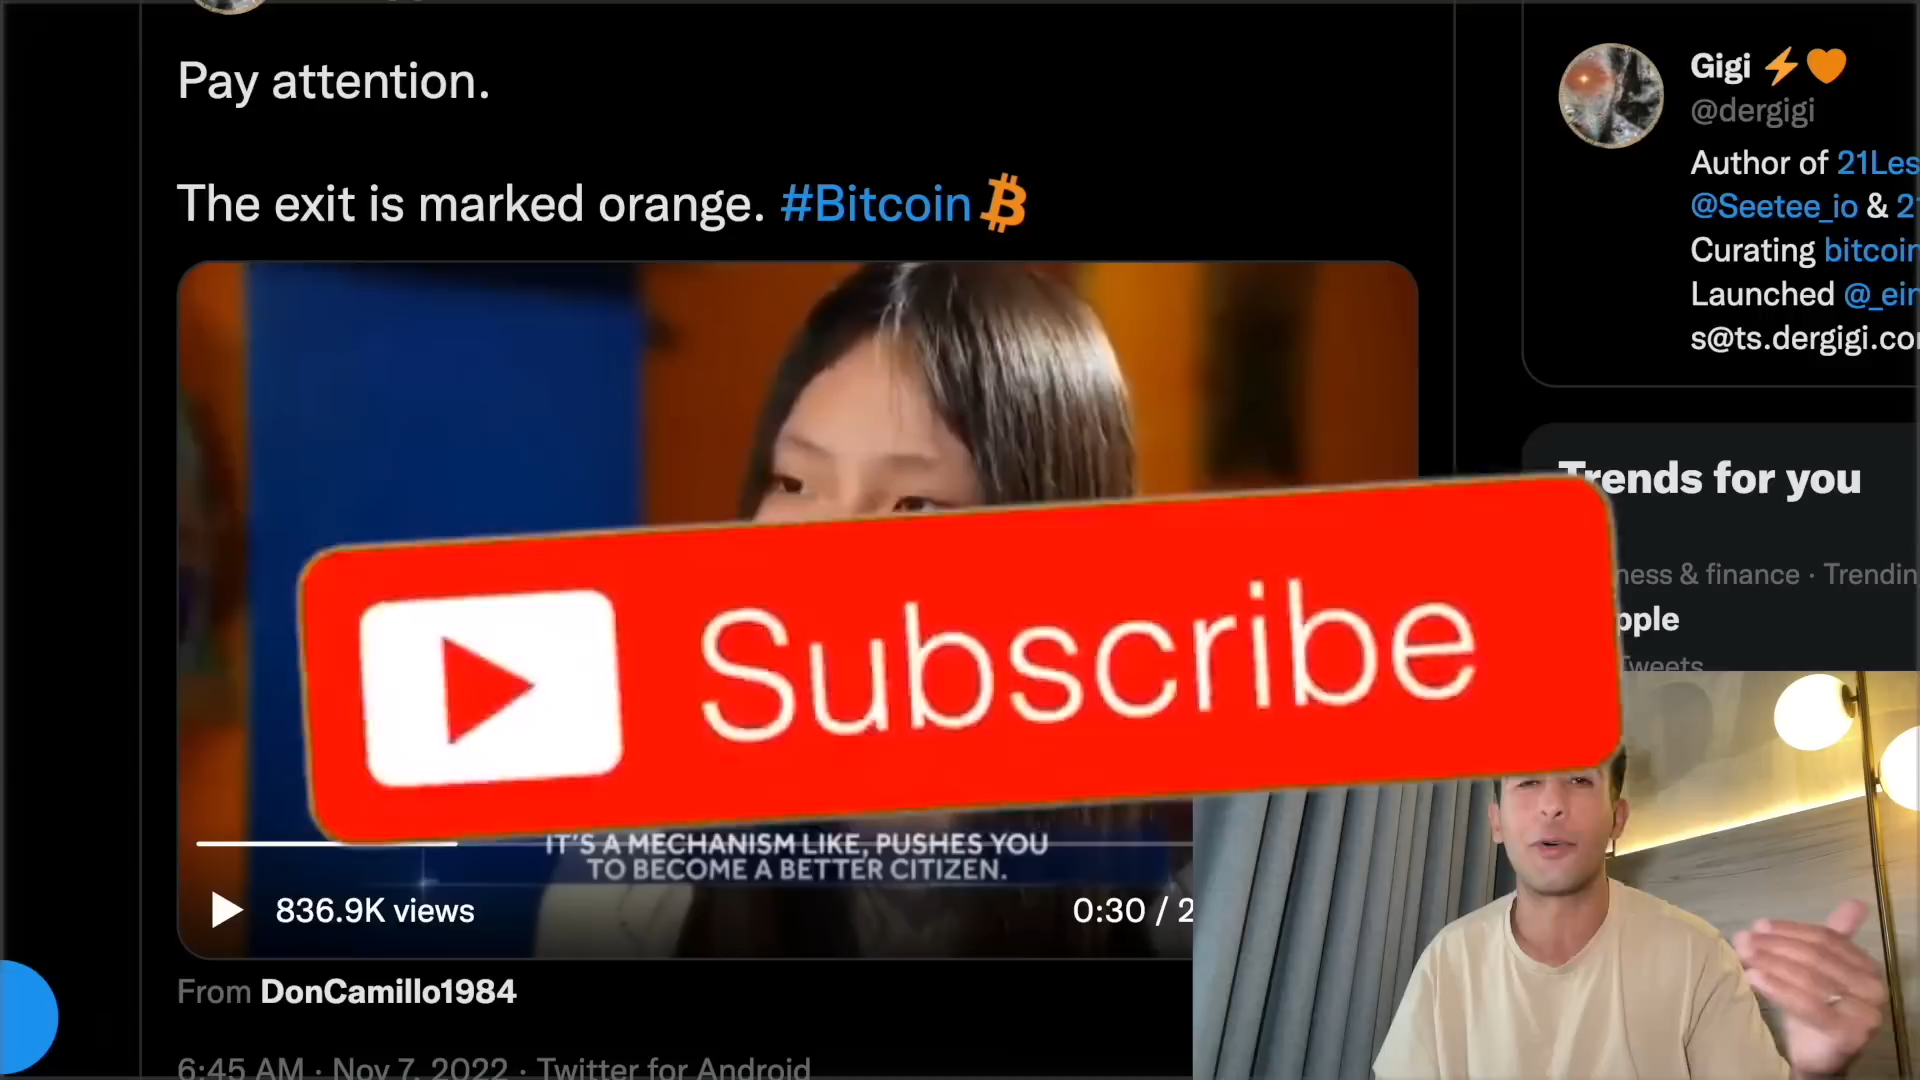 Pay attention.
The exit is marked orange. #Bitcoin
Gigi
@dergigi
Author of 21Les
@Seetee_io & 2
Curating bitcoin
Launched @_ein
s@ts.dergigi.co
Trends for you
ness & finance · Trendin
pple
Tweets
Subscribe
IT'S A MECHANISM LIKE, PUSHES YOU
TO BECOME A BETTER CITIZEN.
836.9K views
0:30 / 2
From DonCamillo1984
6:45 AM · Nov 7, 2022 · Twitter for Android